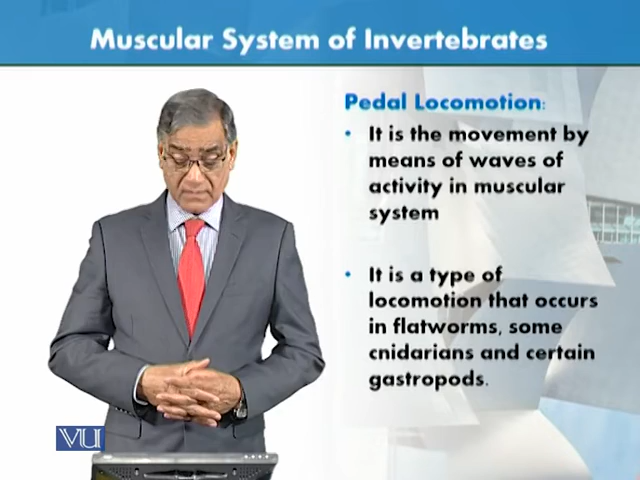 Muscular System of Invertebrates
Pedal Locomotion:
• It is the movement by
means of waves of
activity in muscular
system
• It is a type of
locomotion that occurs
in flatworms, some
cnidarians and certain
gastropods.
VU